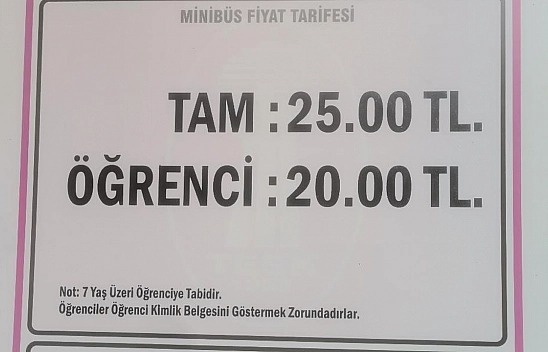 MİNİBÜS FİYAT TARİFESİ
TAM : 25.00 TL.
ÖĞRENCİ : 20.00 TL.
Not: 7 Yaş Üzeri Öğrenciye Tabidir.
Öğrenciler Öğrenci KImlik Belgesini Göstermek Zorundadırlar.